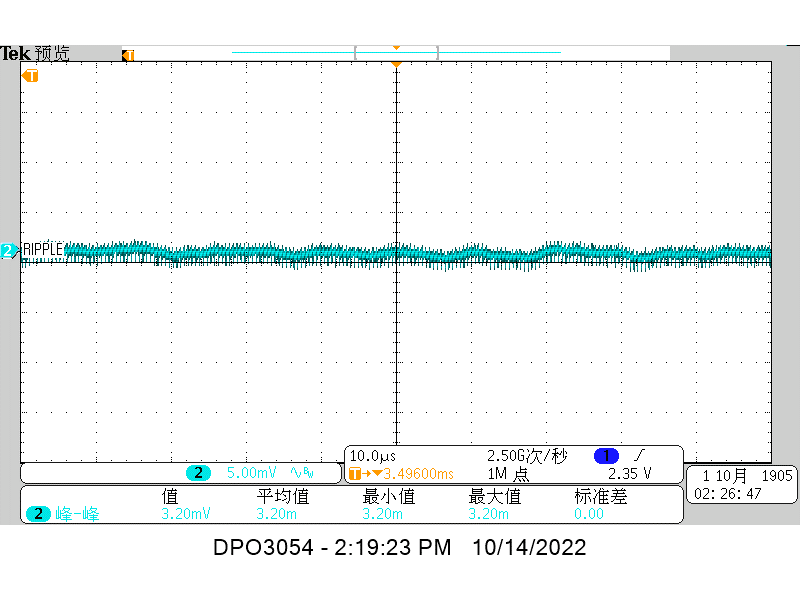 Tek 预览
T
T
2 RIPPLE
10.0µs 2.50G次/秒 1
2 5.00mV BW T 3.49600ms 1M 点 2.35 V
1 10月 1905
02:26:47
值 平均值 最小值 最大值 标准差
2 峰-峰 3.20mV 3.20m 3.20m 3.20m 0.00
DPO3054 - 2:19:23 PM 10/14/2022